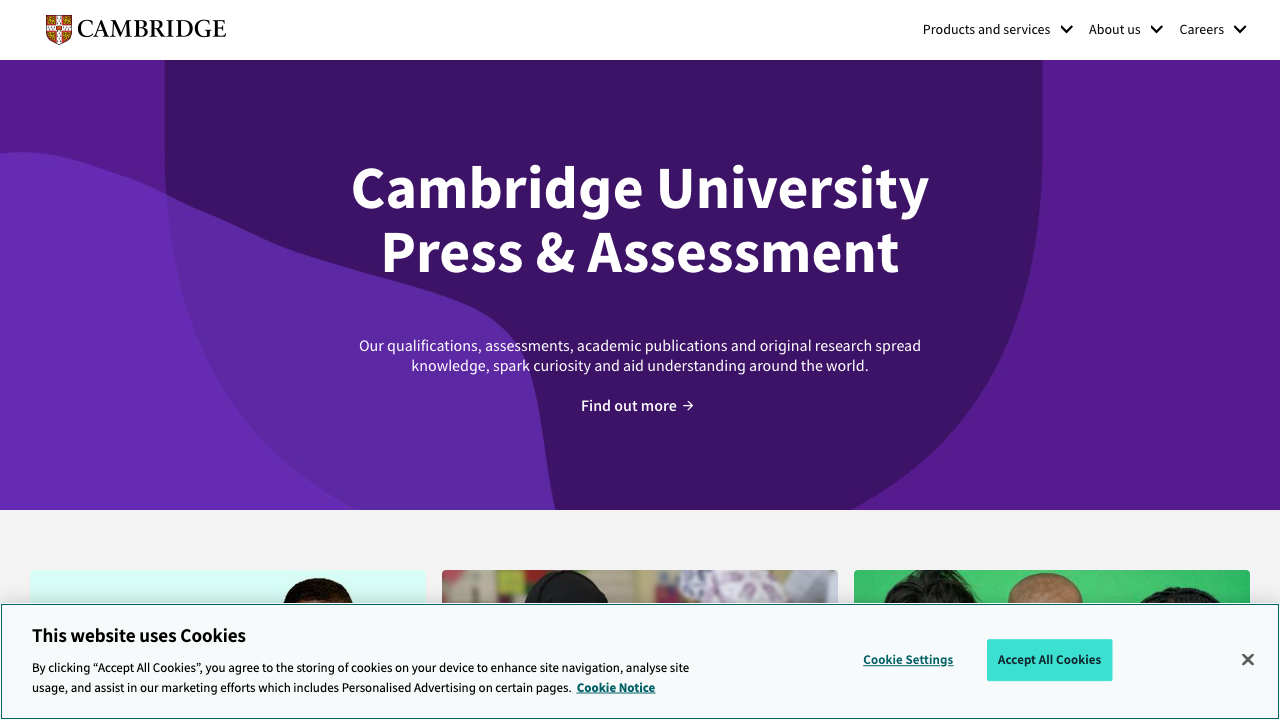 CAMBRIDGE
Products and services
About us
Careers
Cambridge University
Press & Assessment
Our qualifications, assessments, academic publications and original research spread
knowledge, spark curiosity and aid understanding around the world.
Find out more →
This website uses Cookies
By clicking “Accept All Cookies”, you agree to the storing of cookies on your device to enhance site navigation, analyse site
usage, and assist in our marketing efforts which includes Personalised Advertising on certain pages. Cookie Notice
Cookie Settings
Accept All Cookies